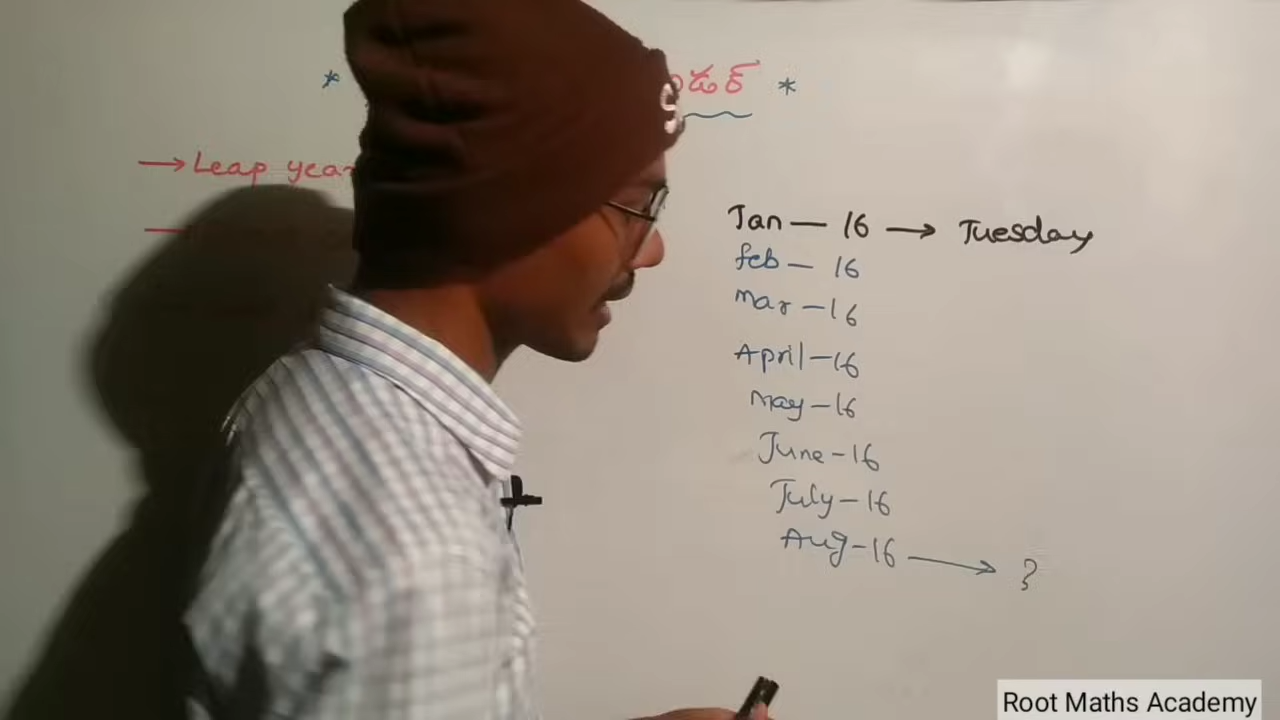 * ండర్ *
→ Leap year
Jan — 16 → Tuesday
feb — 16
mar — 16
April — 16
may — 16
June — 16
July — 16
Aug — 16 → ?
Root Maths Academy